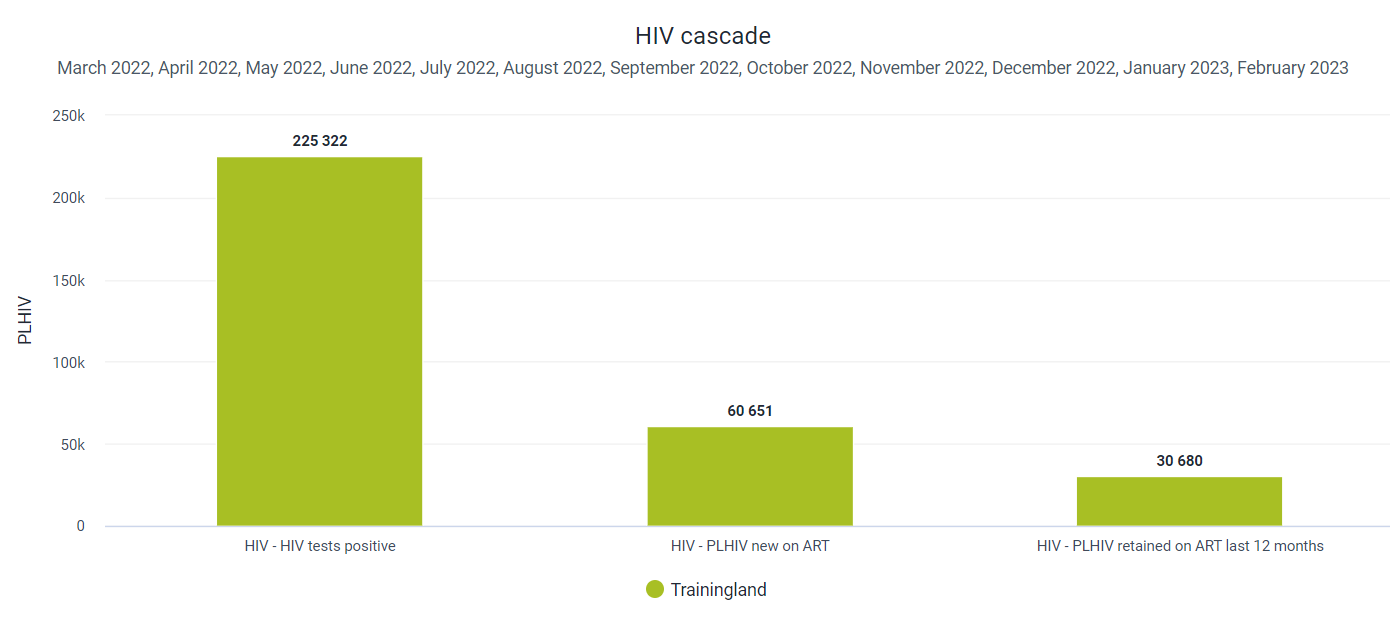 HIV cascade
March 2022, April 2022, May 2022, June 2022, July 2022, August 2022, September 2022, October 2022, November 2022, December 2022, January 2023, February 2023
250k
200k
150k
100k
50k
0
PLHIV
225 322
60 651
30 680
HIV - HIV tests positive
HIV - PLHIV new on ART
HIV - PLHIV retained on ART last 12 months
Trainingland